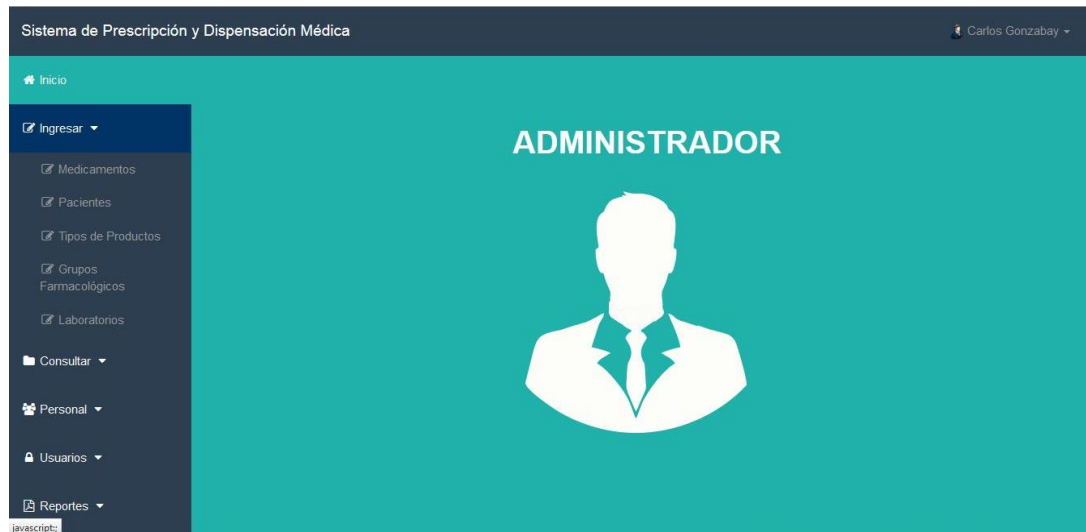 Sistema de Prescripción y Dispensación Médica
Carlos Gonzabay
Inicio
Ingresar
Medicamentos
Pacientes
Tipos de Productos
Grupos
Farmacológicos
Laboratorios
Consultar
Personal
Usuarios
Reportes
javascript:;
ADMINISTRADOR